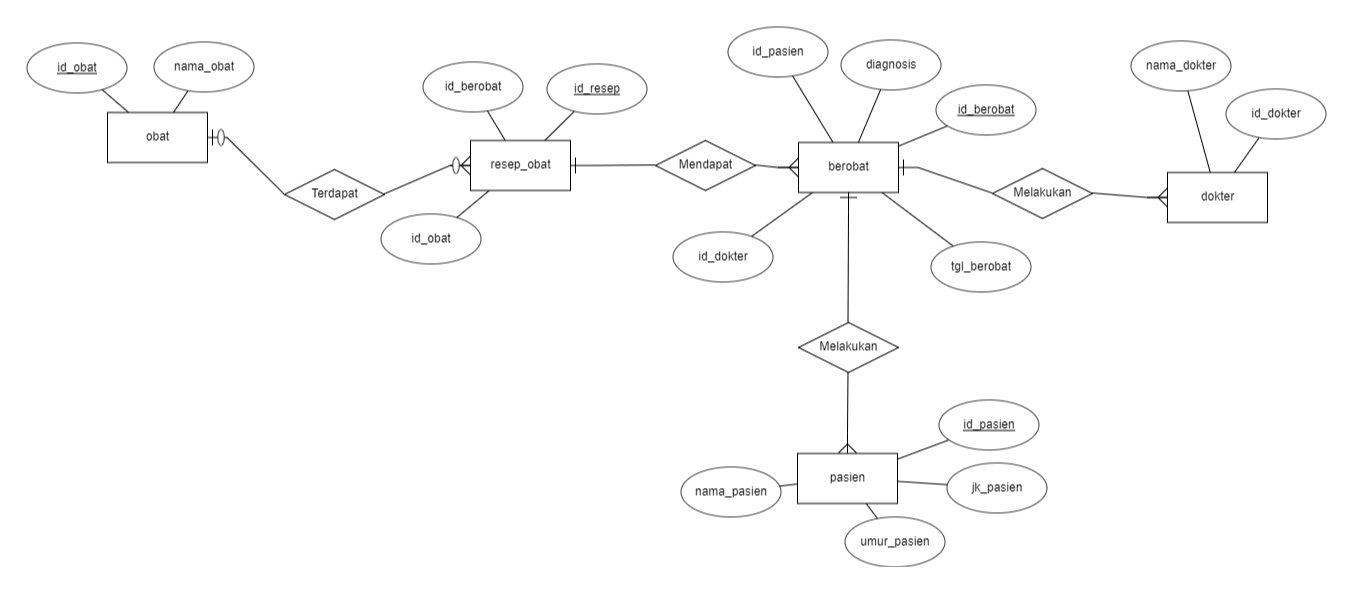 id_obat
nama_obat
obat
Terdapat
id_berobat
id_resep
resep_obat
id_obat
Mendapat
id_pasien
diagnosis
id_berobat
berobat
id_dokter
tgl_berobat
Melakukan
nama_dokter
id_dokter
dokter
Melakukan
id_pasien
pasien
nama_pasien
jk_pasien
umur_pasien